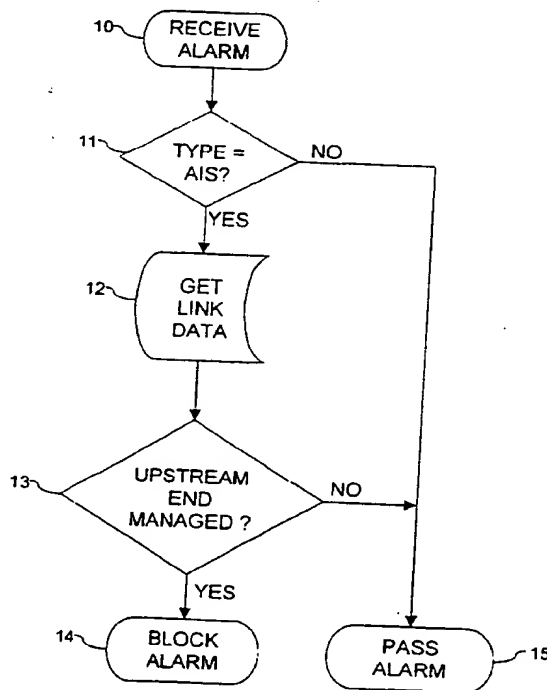 10
RECEIVE
ALARM
11
TYPE =
AIS?
NO
YES
12
GET
LINK
DATA
13
UPSTREAM
END
MANAGED ?
NO
YES
14
BLOCK
ALARM
PASS
ALARM
15